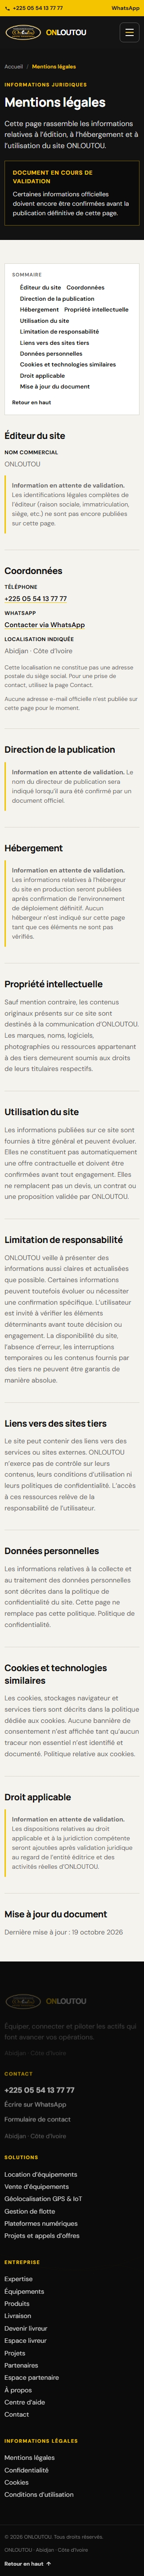 +225 05 54 13 77 77 WhatsApp
ONLOUTOU
Accueil / Mentions légales
INFORMATIONS JURIDIQUES
Mentions légales
Cette page rassemble les informations
relatives à l'édition, à l'hébergement et à
l'utilisation du site ONLOUTOU.
DOCUMENT EN COURS DE
VALIDATION
Certaines informations officielles
doivent encore être confirmées avant la
publication définitive de cette page.
SOMMAIRE
Éditeur du site Coordonnées
Direction de la publication
Hébergement Propriété intellectuelle
Utilisation du site
Limitation de responsabilité
Liens vers des sites tiers
Données personnelles
Cookies et technologies similaires
Droit applicable
Mise à jour du document
Retour en haut
Éditeur du site
NOM COMMERCIAL
ONLOUTOU
Information en attente de validation.
Les identifications légales complètes de
l'éditeur (raison sociale, immatriculation,
siège, etc.) ne sont pas encore publiées
sur cette page.
Coordonnées
TÉLÉPHONE
+225 05 54 13 77 77
WHATSAPP
Contacter via WhatsApp
LOCALISATION INDIQUÉE
Abidjan · Côte d'Ivoire
Cette localisation ne constitue pas une adresse
postale du siège social. Pour une prise de
contact, utilisez la page Contact.
Aucune adresse e-mail officielle n'est publiée sur
cette page pour le moment.
Direction de la publication
Information en attente de validation. Le
nom du directeur de publication sera
indiqué lorsqu'il aura été confirmé par un
document officiel.
Hébergement
Information en attente de validation.
Les informations relatives à l'hébergeur
du site en production seront publiées
après confirmation de l'environnement
de déploiement définitif. Aucun
hébergeur n'est indiqué sur cette page
tant que ces éléments ne sont pas
vérifiés.
Propriété intellectuelle
Sauf mention contraire, les contenus
originaux présents sur ce site sont
destinés à la communication d'ONLOUTOU.
Les marques, noms, logiciels,
photographies ou ressources appartenant
à des tiers demeurent soumis aux droits
de leurs titulaires respectifs.
Utilisation du site
Les informations publiées sur ce site sont
fournies à titre général et peuvent évoluer.
Elles ne constituent pas automatiquement
une offre contractuelle et doivent être
confirmées avant tout engagement. Elles
ne remplacent pas un devis, un contrat ou
une proposition validée par ONLOUTOU.
Limitation de responsabilité
ONLOUTOU veille à présenter des
informations aussi claires et actualisées
que possible. Certaines informations
peuvent toutefois évoluer ou nécessiter
une confirmation spécifique. L'utilisateur
est invité à vérifier les éléments
déterminants avant toute décision ou
engagement. La disponibilité du site,
l'absence d'erreur, les interruptions
temporaires ou les contenus fournis par
des tiers ne peuvent être garantis de
manière absolue.
Liens vers des sites tiers
Le site peut contenir des liens vers des
services ou sites externes. ONLOUTOU
n'exerce pas de contrôle sur leurs
contenus, leurs conditions d'utilisation ni
leurs politiques de confidentialité. L'accès
à ces ressources relève de la
responsabilité de l'utilisateur.
Données personnelles
Les informations relatives à la collecte et
au traitement des données personnelles
sont décrites dans la politique de
confidentialité du site. Cette page ne
remplace pas cette politique. Politique de
confidentialité.
Cookies et technologies
similaires
Les cookies, stockages navigateur et
services tiers sont décrits dans la politique
dédiée aux cookies. Aucune bannière de
consentement n'est affichée tant qu'aucun
traceur non essentiel n'est identifié et
documenté. Politique relative aux cookies.
Droit applicable
Information en attente de validation.
Les dispositions relatives au droit
applicable et à la juridiction compétente
seront ajoutées après validation juridique
au regard de l'entité éditrice et des
activités réelles d'ONLOUTOU.
Mise à jour du document
Dernière mise à jour : 19 octobre 2026
ONLOUTOU
Équiper, connecter et piloter les actifs qui
font avancer vos opérations.
Abidjan · Côte d'Ivoire
CONTACT
+225 05 54 13 77 77
Écrire sur WhatsApp
Formulaire de contact
Abidjan · Côte d'Ivoire
SOLUTIONS
Location d'équipements
Vente d'équipements
Géolocalisation GPS & IoT
Gestion de flotte
Plateformes numériques
Projets et appels d'offres
ENTREPRISE
Expertise
Équipements
Produits
Livraison
Devenir livreur
Espace livreur
Projets
Partenaires
Espace partenaire
À propos
Centre d'aide
Contact
INFORMATIONS LÉGALES
Mentions légales
Confidentialité
Cookies
Conditions d'utilisation
© 2026 ONLOUTOU. Tous droits réservés.
ONLOUTOU · Abidjan · Côte d'Ivoire
Retour en haut ↑